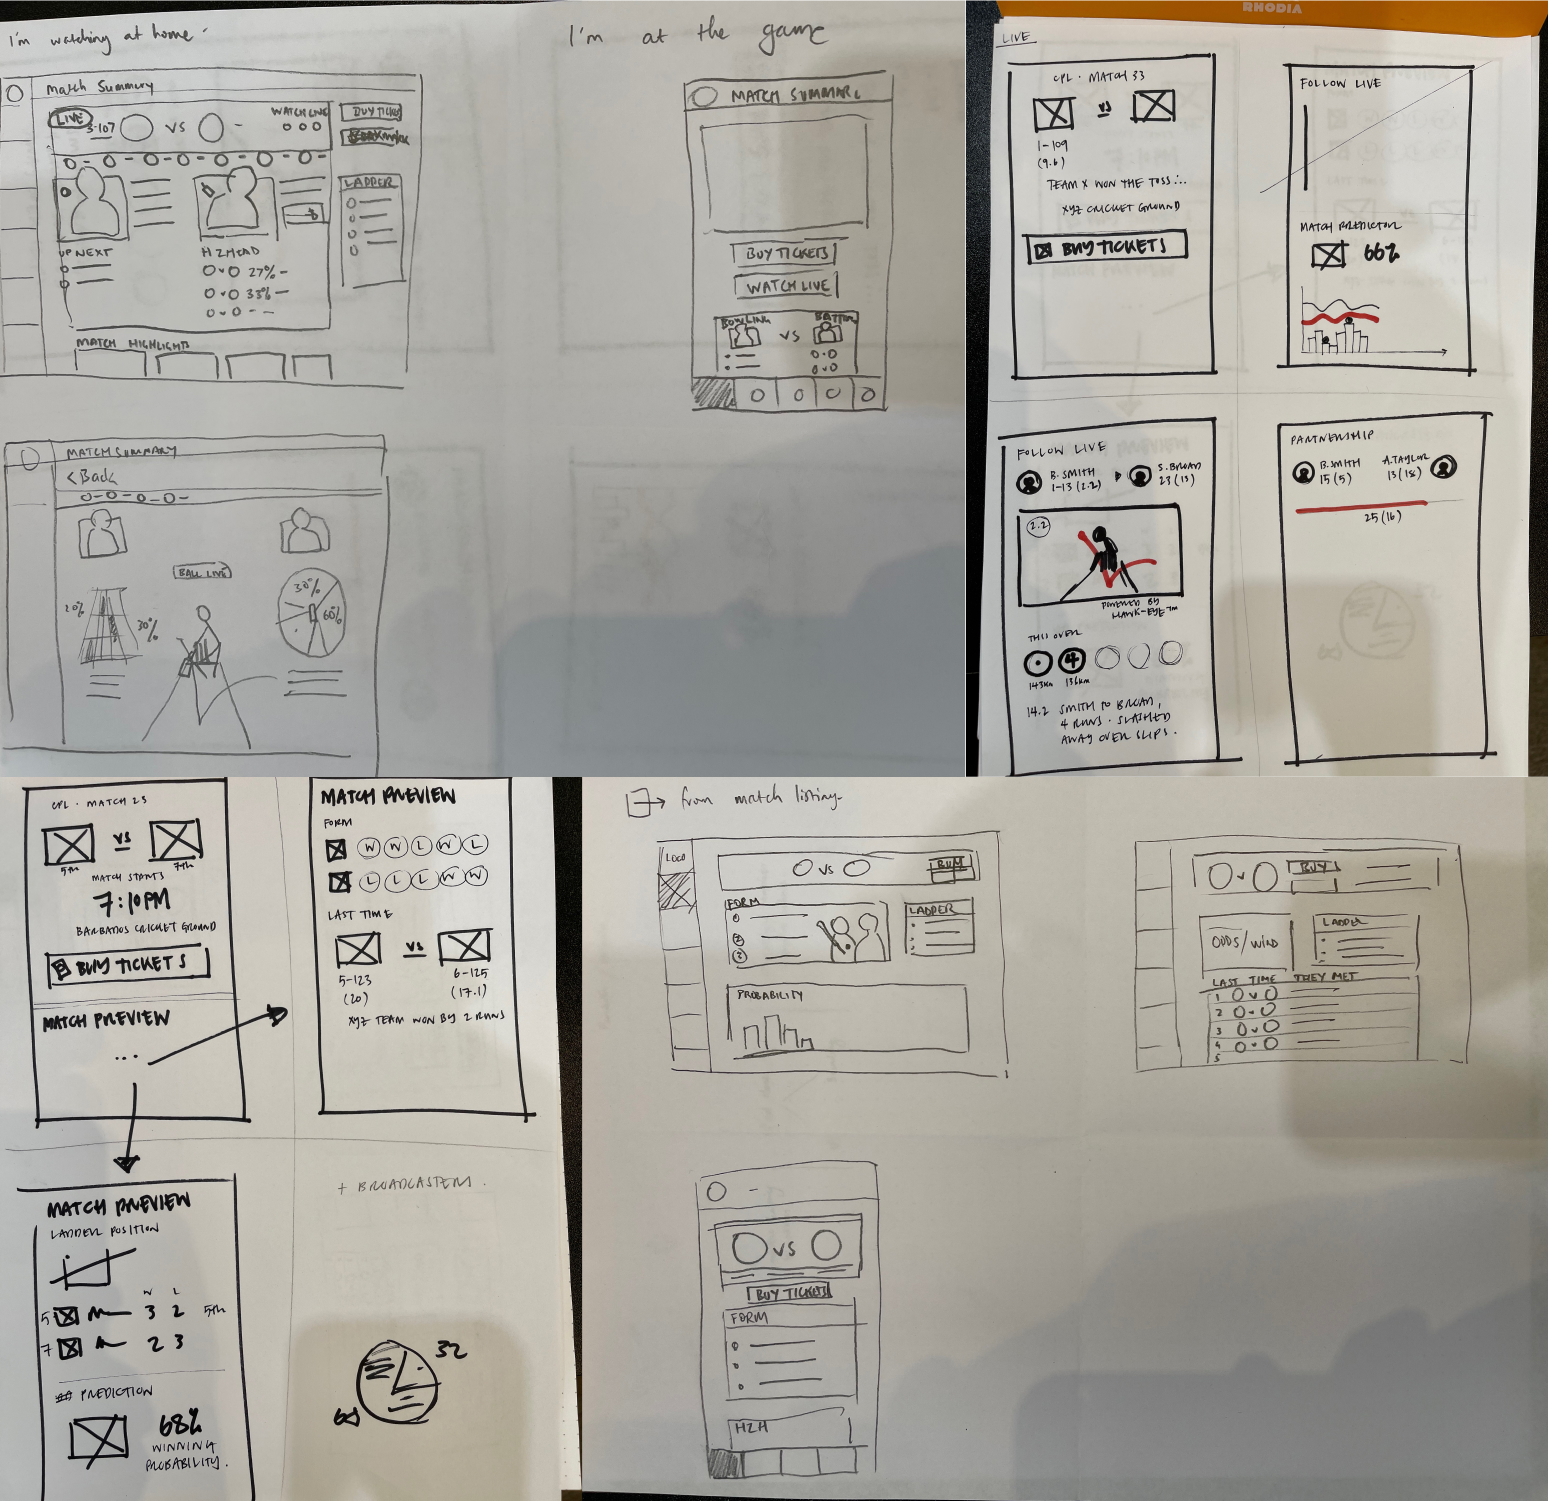 I'm watching at home
Match Summary
LIVE
3-107
VS
WATCH LIVE
BUY TICKETS
LADDER
UP NEXT
H2HEAD
27%
33%
MATCH HIGHLIGHTS
I'm at the game
MATCH SUMMARY
BUY TICKETS
WATCH LIVE
BOWLING
VS
MATCH SUMMARY
< Back
BALL LIVE
20%
30%
30%
60%
RHODIA
LIVE
CPL · MATCH 33
VS
1-109
(9.6)
TEAM X WON THE TOSS...
XYZ CRICKET GROUND
BUY TICKETS
FOLLOW LIVE
MATCH PREDICTOR
66%
FOLLOW LIVE
B. SMITH
1-13 (2.2)
S. BROAD
23 (13)
2.2
POWERED BY
HAWK-EYE TM
THIS OVER
4
143KM
136KM
14.2 SMITH TO BROAD,
4 RUNS. SLASHED
AWAY OVER SLIPS.
PARTNERSHIP
B. SMITH
15 (5)
A. TAYLOR
13 (18)
25 (16)
CPL · MATCH 23
VS
5th
7th
MATCH STARTS
7:10PM
BARBADOS CRICKET GROUND
BUY TICKETS
MATCH PREVIEW
...
MATCH PREVIEW
FORM
W W L W L
L L L W W
LAST TIME
VS
5-123
(20)
6-125
(17.1)
XYZ TEAM WON BY 2 RUNS
MATCH PREVIEW
LADDER POSITION
W L
5 3 2 5th
7 2 3
PREDICTION
68%
WINNING
PROBABILITY.
+ BROADCASTERS.
32
from match listing.
LOGO
VS
BUY
FORM
LADDER
PROBABILITY
V
BUY
ODDS/WIND
LADDER
LAST TIME THEY MET
1 V
2 V
3 V
4 V
5
VS
BUY TICKETS
FORM
H2H